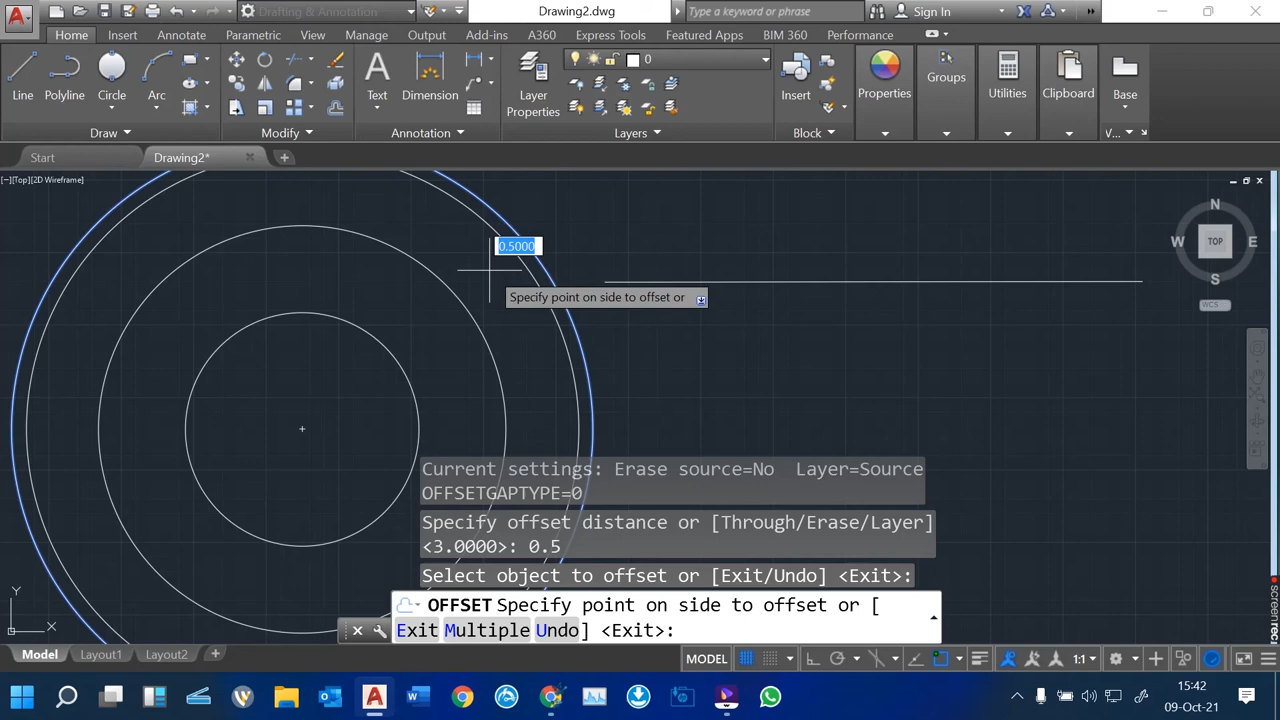 Drafting & Annotation
Drawing2.dwg
Type a keyword or phrase
Sign In
Home
Insert
Annotate
Parametric
View
Manage
Output
Add-ins
A360
Express Tools
Featured Apps
BIM 360
Performance
Line
Polyline
Circle
Arc
Text
Dimension
Layer
Properties
0
Insert
Properties
Groups
Utilities
Clipboard
Base
Draw
Modify
Annotation
Layers
Block
V...
Start
Drawing2*
[−][Top][2D Wireframe]
N
W
TOP
E
S
WCS
0.5000
Specify point on side to offset or
Current settings: Erase source=No  Layer=Source
OFFSETGAPTYPE=0
Specify offset distance or [Through/Erase/Layer]
<3.0000>: 0.5
Select object to offset or [Exit/Undo] <Exit>:
OFFSET Specify point on side to offset or [
Exit Multiple Undo] <Exit>:
Y
X
Model
Layout1
Layout2
MODEL
1:1
15:42
09-Oct-21